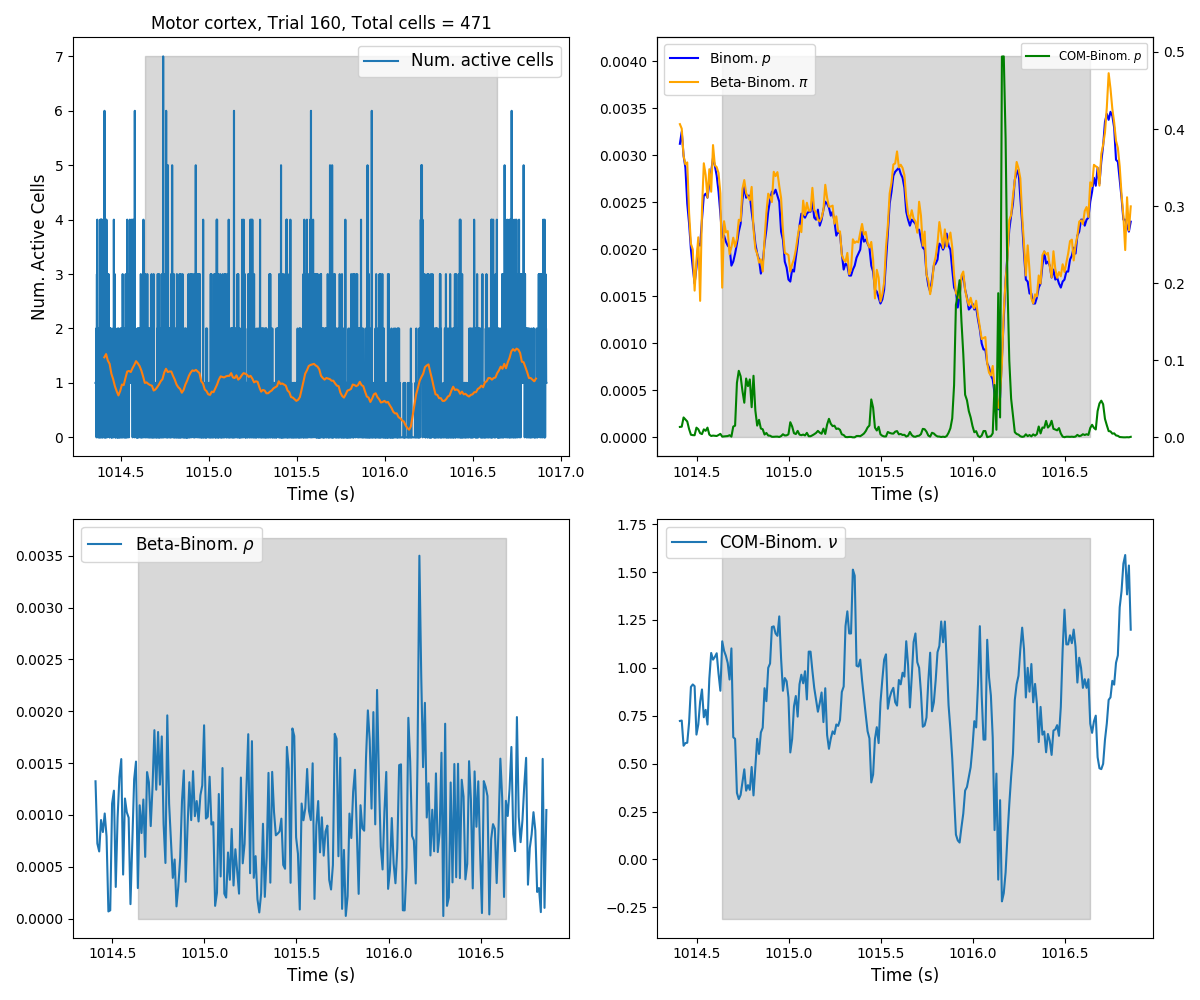 Motor cortex, Trial 160, Total cells = 471
Num. active cells
Num. Active Cells
7
6
5
4
3
2
1
0
1014.5 1015.0 1015.5 1016.0 1016.5 1017.0
Time (s)
Binom. p
Beta-Binom. π
COM-Binom. p
0.0040
0.0035
0.0030
0.0025
0.0020
0.0015
0.0010
0.0005
0.0000
0.5
0.4
0.3
0.2
0.1
0.0
1014.5 1015.0 1015.5 1016.0 1016.5
Time (s)
Beta-Binom. ρ
0.0035
0.0030
0.0025
0.0020
0.0015
0.0010
0.0005
0.0000
1014.5 1015.0 1015.5 1016.0 1016.5
Time (s)
COM-Binom. ν
1.75
1.50
1.25
1.00
0.75
0.50
0.25
0.00
−0.25
1014.5 1015.0 1015.5 1016.0 1016.5
Time (s)